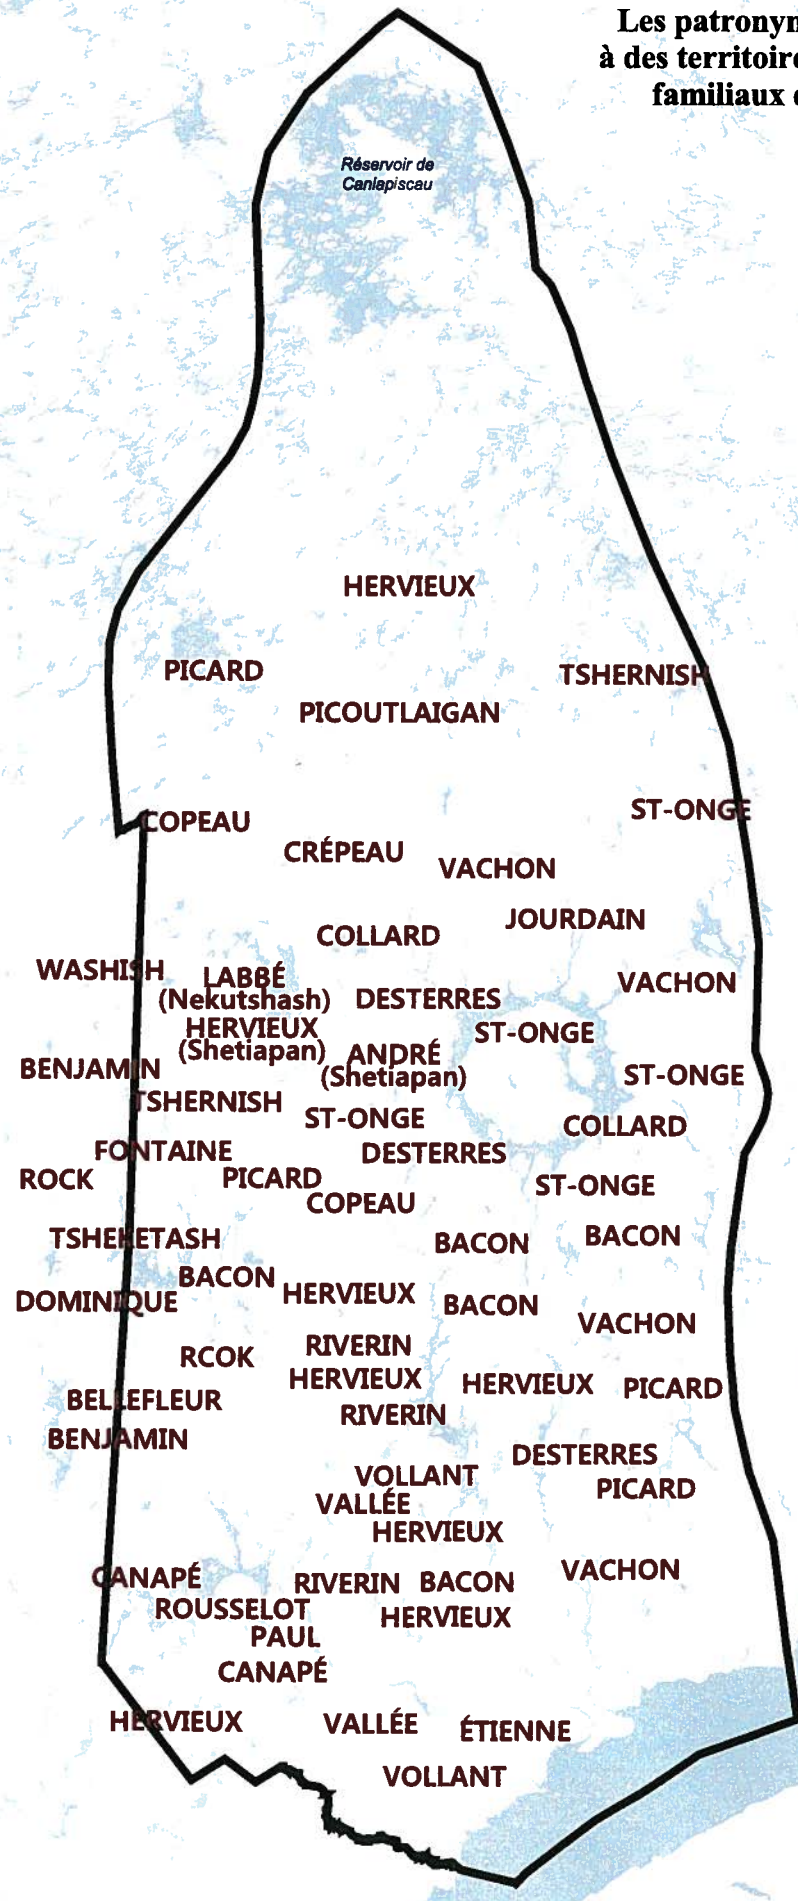 Les patronym
à des territoire
familiaux
Réservoir de
Caniapiscau
HERVIEUX
PICARD
TSHERNISH
PICOUTLAIGAN
ST-ONGE
COPEAU
CRÉPEAU
VACHON
JOURDAIN
COLLARD
WASHISH
LABBÉ
(Nekutshash)
VACHON
DESTERRES
HERVIEUX
(Shetiapan)
ST-ONGE
ANDRÉ
(Shetiapan)
BENJAMIN
ST-ONGE
TSHERNISH
ST-ONGE
COLLARD
FONTAINE
DESTERRES
ROCK
PICARD
ST-ONGE
COPEAU
TSHEKETASH
BACON
BACON
BACON
HERVIEUX
DOMINIQUE
BACON
VACHON
RIVERIN
RCOK
HERVIEUX
HERVIEUX
PICARD
BELLEFLEUR
RIVERIN
BENJAMIN
DESTERRES
VOLLANT
PICARD
VALLÉE
HERVIEUX
VACHON
CANAPÉ
RIVERIN
BACON
ROUSSELOT
HERVIEUX
PAUL
CANAPÉ
HERVIEUX
VALLÉE
ÉTIENNE
VOLLANT